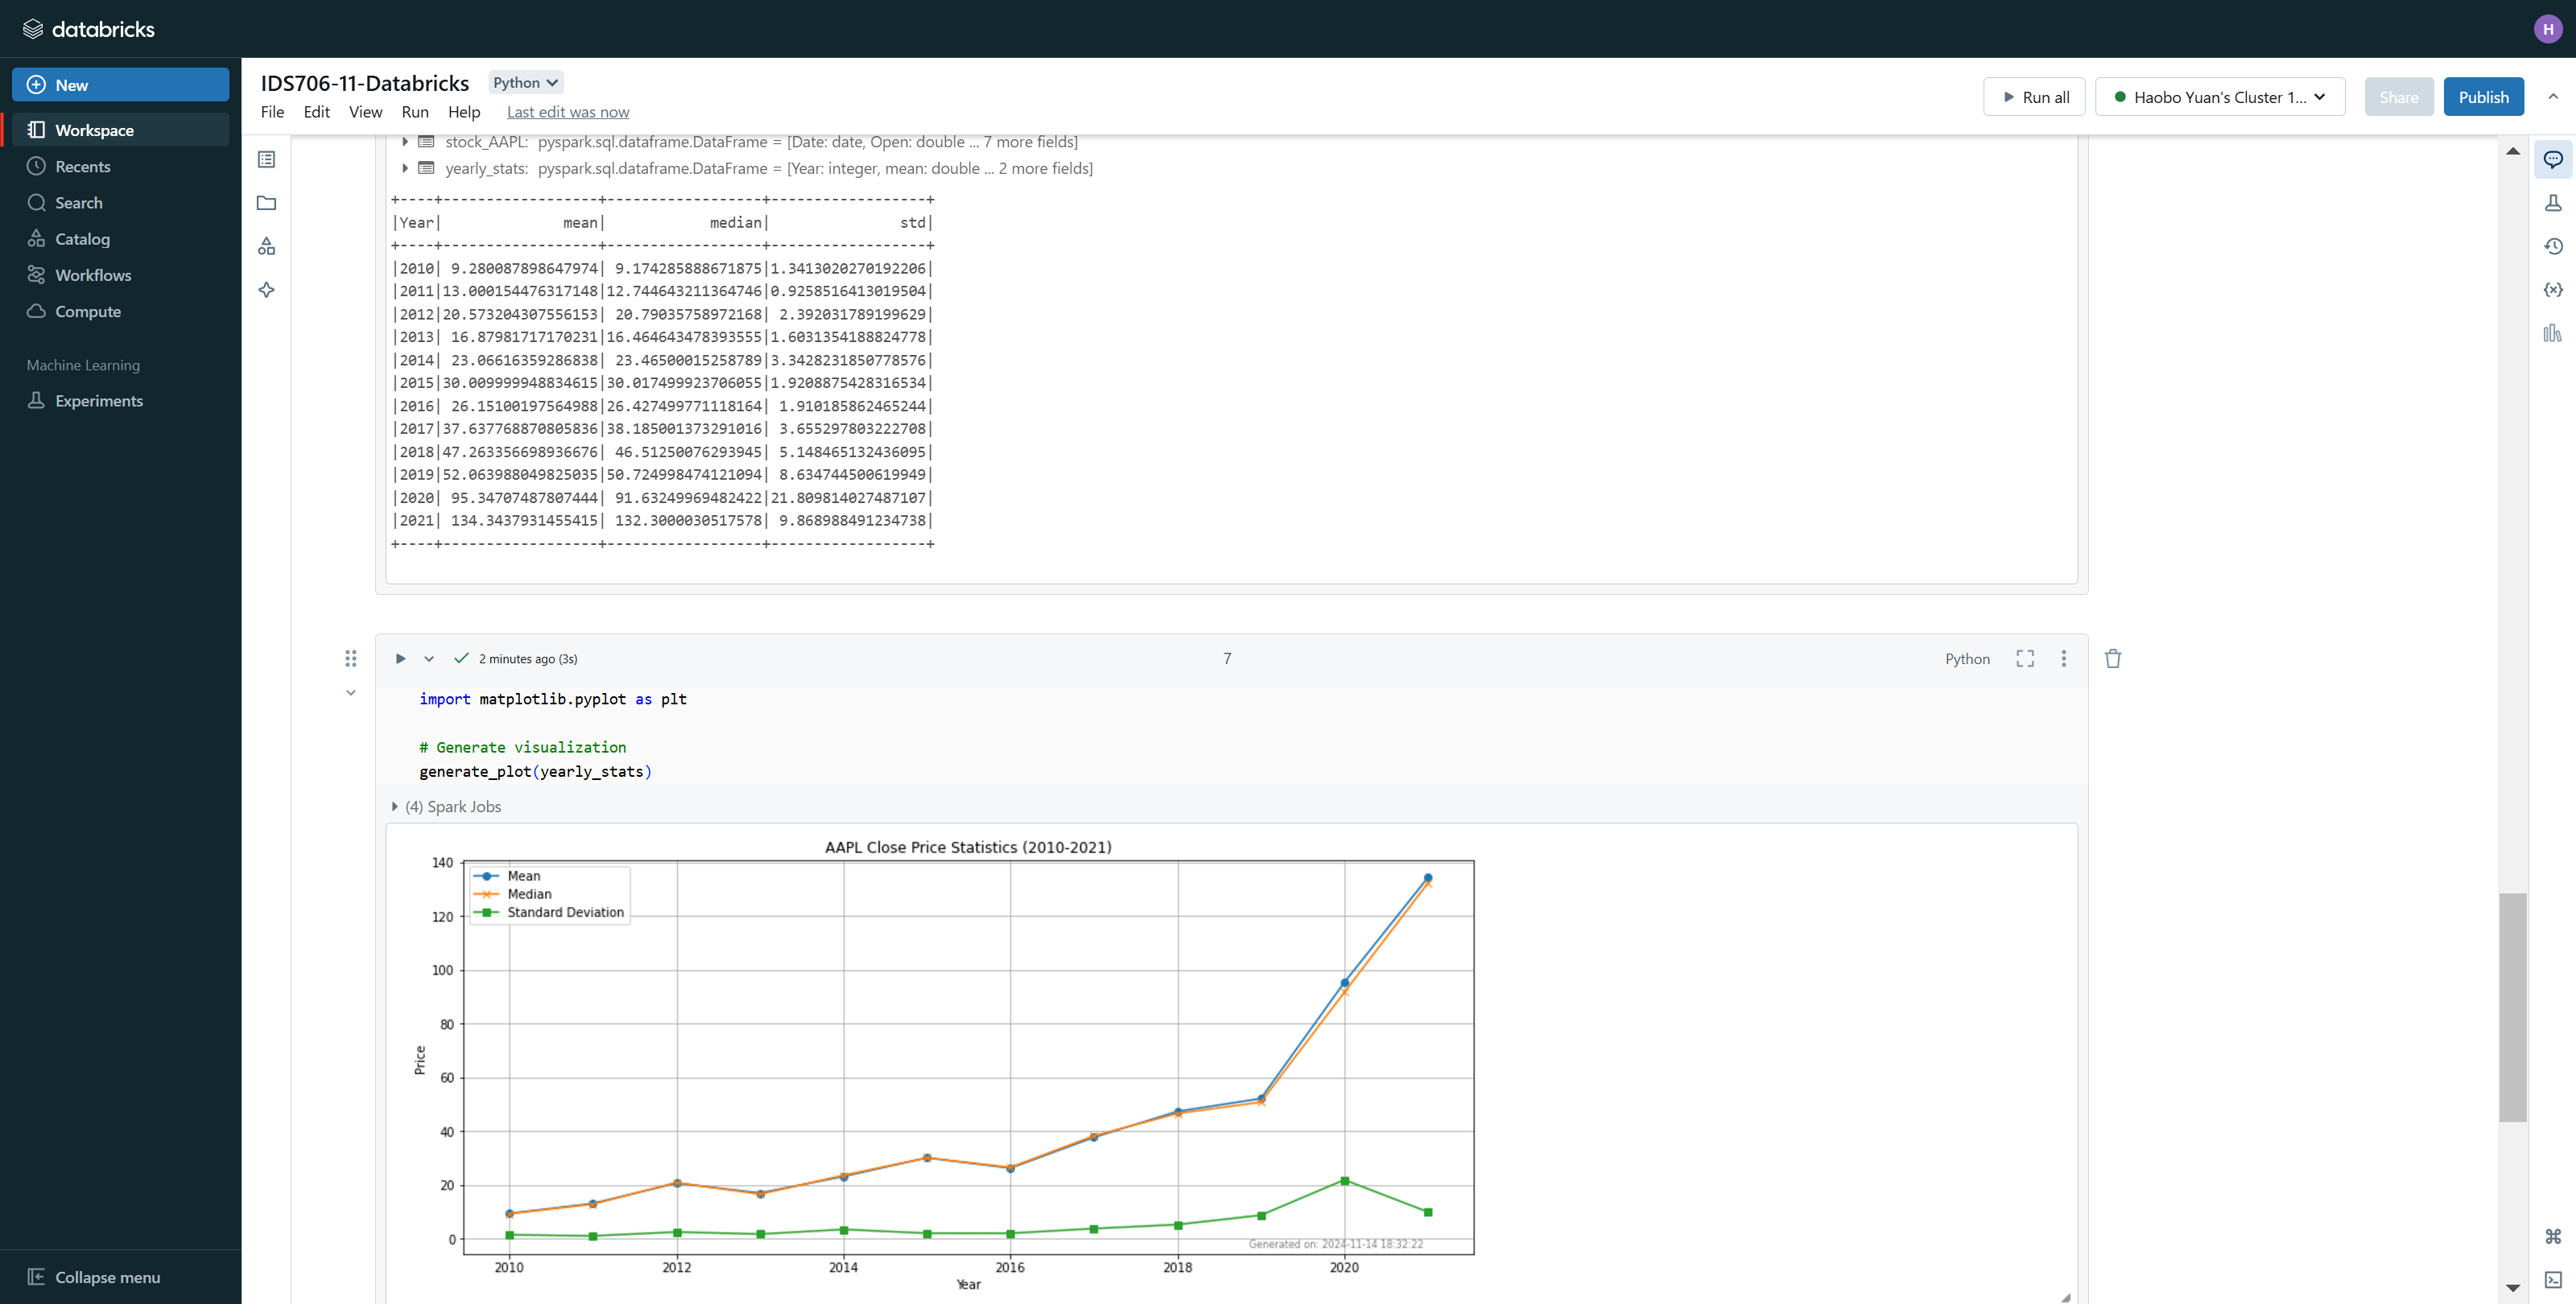 databricks
H
New
Workspace
Recents
Search
Catalog
Workflows
Compute
Machine Learning
Experiments
Collapse menu
IDS706-11-Databricks Python
File Edit View Run Help Last edit was now
Run all Haobo Yuan's Cluster 1... Share Publish
stock_AAPL: pyspark.sql.dataframe.DataFrame = [Date: date, Open: double ... 7 more fields]
yearly_stats: pyspark.sql.dataframe.DataFrame = [Year: integer, mean: double ... 2 more fields]
+----+------------------+------------------+------------------+
|Year|              mean|            median|               std|
+----+------------------+------------------+------------------+
|2010| 9.280087898647974| 9.174285888671875|1.3413020270192206|
|2011|13.000154476317148|12.744643211364746|0.9258516413019504|
|2012|20.573204307556153| 20.79035758972168| 2.392031789199629|
|2013| 16.87981717170231|16.464643478393555|1.6031354188824778|
|2014| 23.06616359286838| 23.46500015258789|3.3428231850778576|
|2015|30.009999948834615|30.017499923706055|1.9208875428316534|
|2016| 26.15100197564988|26.427499771118164| 1.910185862465244|
|2017|37.637768870805836|38.185001373291016| 3.655297803222708|
|2018|47.263356698936676| 46.51250076293945| 5.148465132436095|
|2019|52.063988049825035|50.724998474121094| 8.634744500619949|
|2020| 95.34707487807444| 91.63249969482422|21.809814027487107|
|2021| 134.3437931455415| 132.3000030517578| 9.868988491234738|
+----+------------------+------------------+------------------+
2 minutes ago (3s) 7 Python
import matplotlib.pyplot as plt
# Generate visualization
generate_plot(yearly_stats)
(4) Spark Jobs
AAPL Close Price Statistics (2010-2021)
Mean
Median
Standard Deviation
140
120
100
80
60
40
20
0
Price
Generated on: 2024-11-14 18:32:22
2010 2012 2014 2016 2018 2020
Year